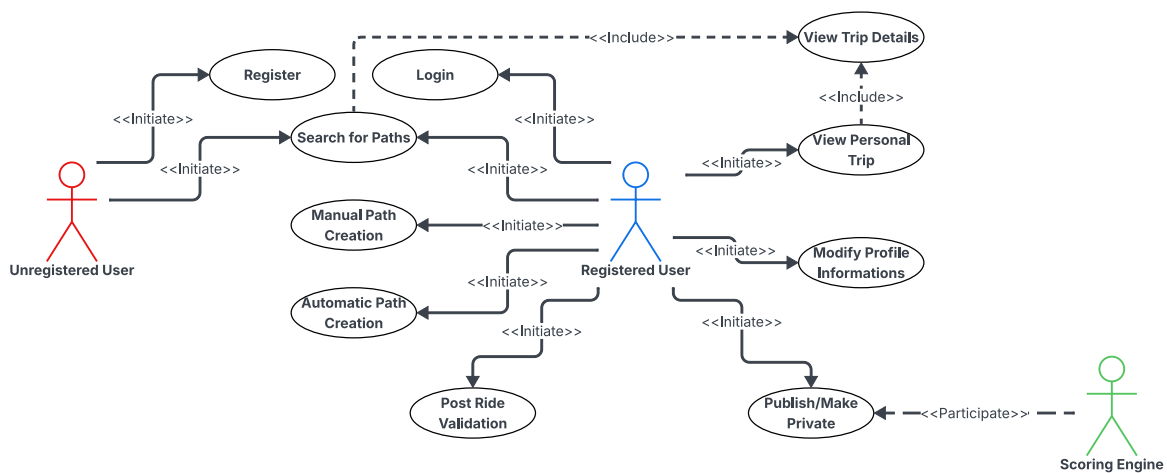 <<Include>>
View Trip Details
Register
Login
<<Include>>
<<Initiate>>
<<Initiate>>
Search for Paths
View Personal
Trip
<<Initiate>>
<<Initiate>>
<<Initiate>>
Manual Path
Creation
<<Initiate>>
<<Initiate>>
Modify Profile
Informations
Unregistered User
Registered User
<<Initiate>>
Automatic Path
Creation
<<Initiate>>
<<Initiate>>
Post Ride
Validation
Publish/Make
Private
<<Participate>>
Scoring Engine